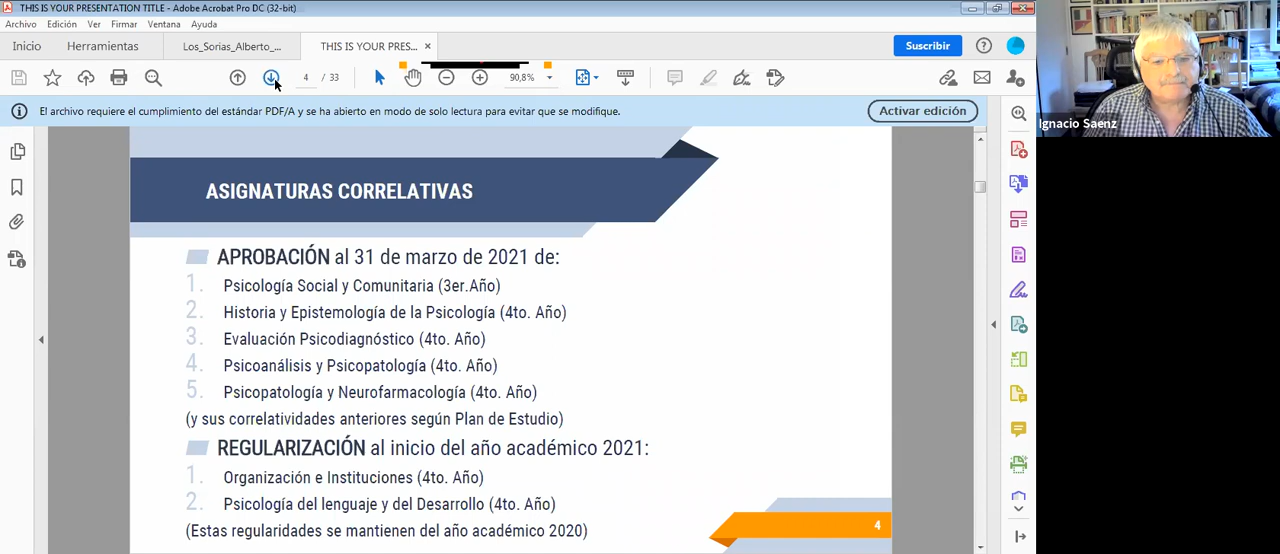 THIS IS YOUR PRESENTATION TITLE - Adobe Acrobat Pro DC (32-bit)
Archivo Edición Ver Firmar Ventana Ayuda
Inicio Herramientas Los_Sorias_Alberto_... THIS IS YOUR PRES... × Suscribir
4 / 33 90,8%
El archivo requiere el cumplimiento del estándar PDF/A y se ha abierto en modo de solo lectura para evitar que se modifique. Activar edición
Ignacio Saenz
ASIGNATURAS CORRELATIVAS
APROBACIÓN al 31 de marzo de 2021 de:
1. Psicología Social y Comunitaria (3er.Año)
2. Historia y Epistemología de la Psicología (4to. Año)
3. Evaluación Psicodiagnóstico (4to. Año)
4. Psicoanálisis y Psicopatología (4to. Año)
5. Psicopatología y Neurofarmacología (4to. Año)
(y sus correlatividades anteriores según Plan de Estudio)
REGULARIZACIÓN al inicio del año académico 2021:
1. Organización e Instituciones (4to. Año)
2. Psicología del lenguaje y del Desarrollo (4to. Año)
(Estas regularidades se mantienen del año académico 2020)
4